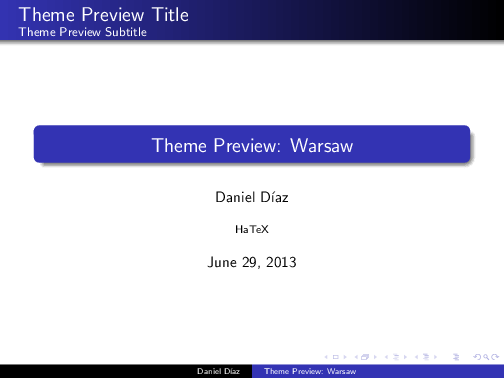 Theme Preview Title
Theme Preview Subtitle
Theme Preview: Warsaw
Daniel Díaz
HaTeX
June 29, 2013
Daniel Díaz
Theme Preview: Warsaw